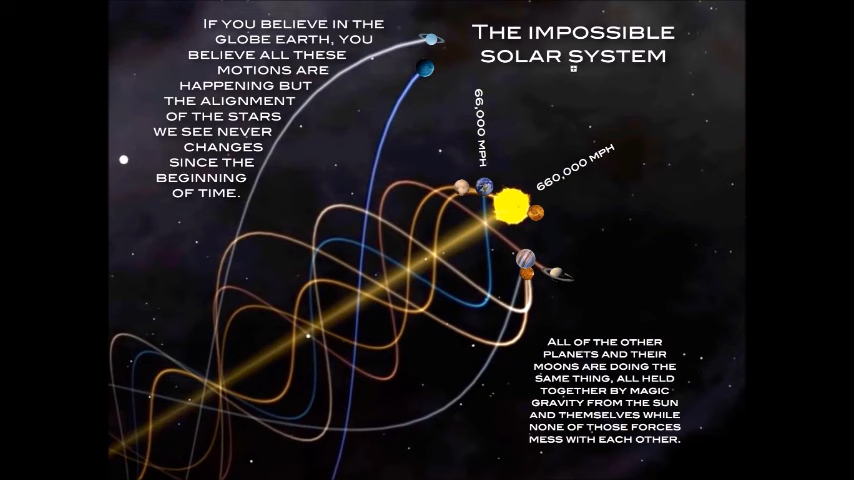 If you believe in the
globe earth, you
believe all these
motions are
happening but
the alignment
of the stars
we see never
changes
since the
beginning
of time.
The impossible
solar system
66,000 mph
660,000 mph
All of the other
planets and their
moons are doing the
same thing, all held
together by magic
gravity from the sun
and themselves while
none of those forces
mess with each other.